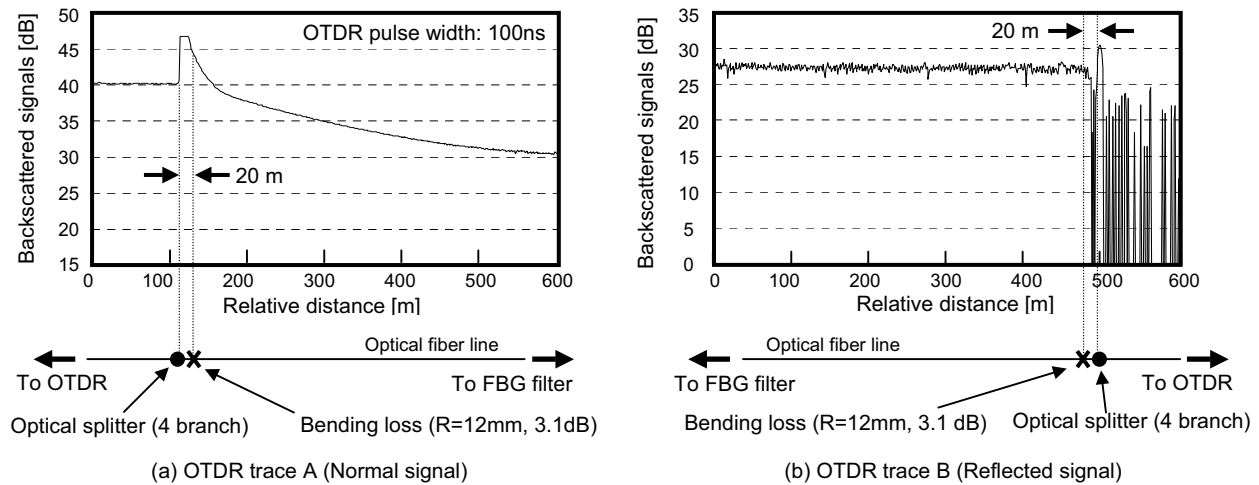 Backscattered signals [dB]
50
45
40
35
30
25
20
15
OTDR pulse width: 100ns
20 m
0 100 200 300 400 500 600
Relative distance [m]
Optical fiber line
To OTDR
To FBG filter
Optical splitter (4 branch)
Bending loss (R=12mm, 3.1dB)
(a) OTDR trace A (Normal signal)
Backscattered signals [dB]
35
30
25
20
15
10
5
0
20 m
0 100 200 300 400 500 600
Relative distance [m]
Optical fiber line
To FBG filter
To OTDR
Bending loss (R=12mm, 3.1 dB)
Optical splitter (4 branch)
(b) OTDR trace B (Reflected signal)